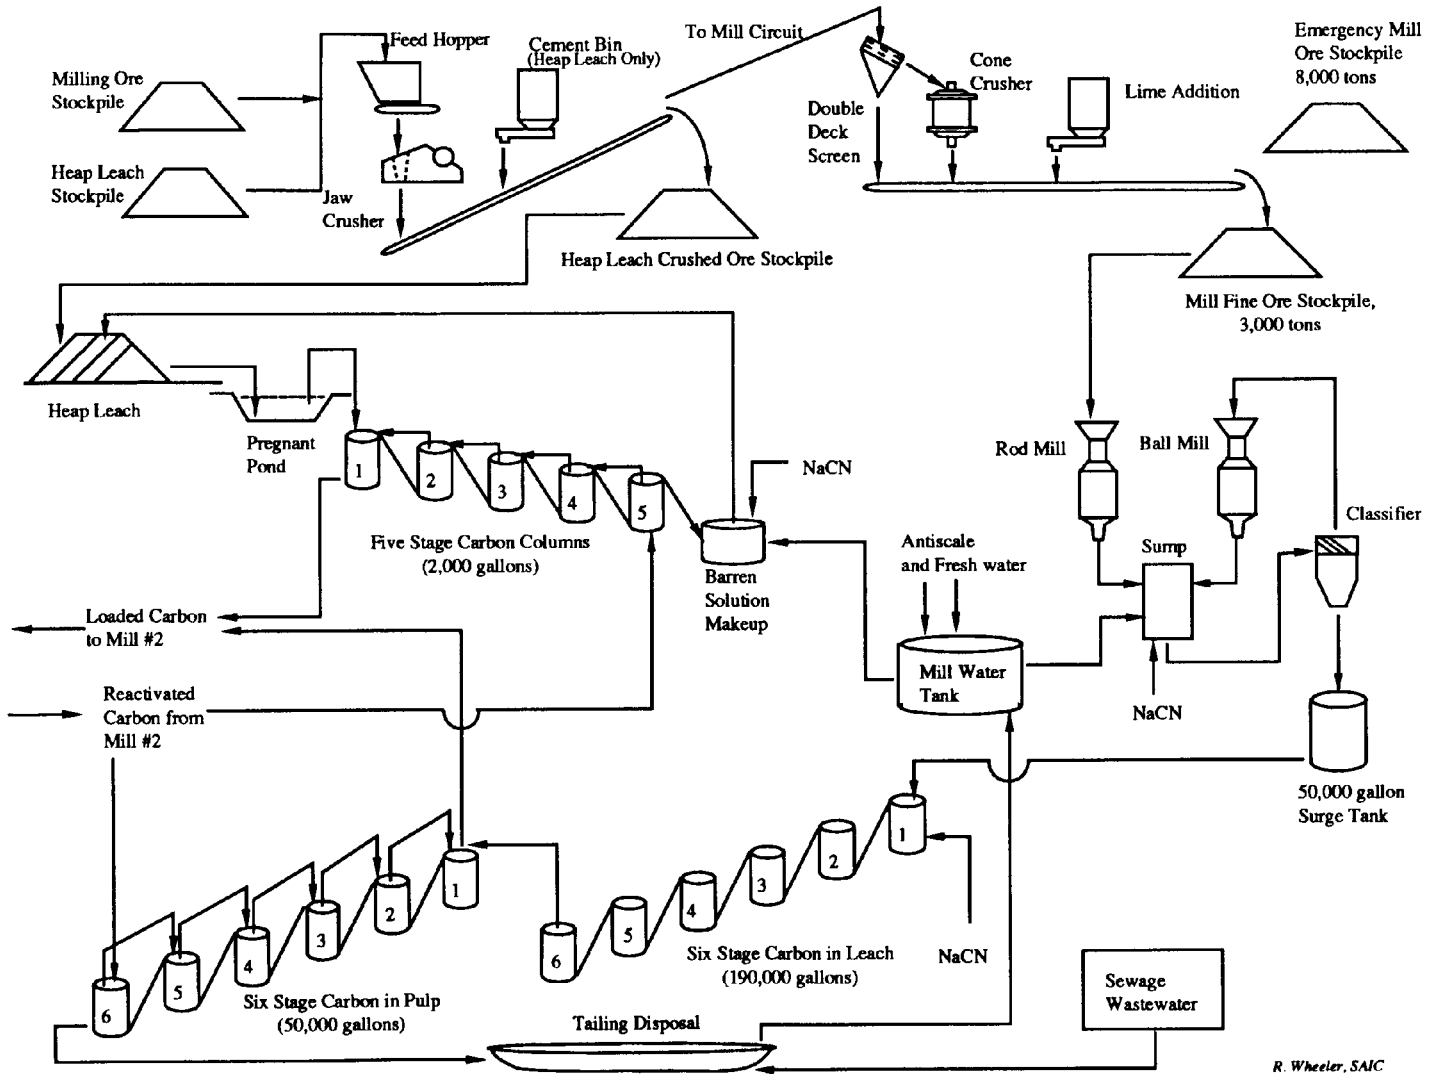 Milling Ore
Stockpile
Heap Leach
Stockpile
Feed Hopper
Jaw
Crusher
Cement Bin
(Heap Leach Only)
To Mill Circuit
Double
Deck
Screen
Cone
Crusher
Lime Addition
Emergency Mill
Ore Stockpile
8,000 tons
Heap Leach Crushed Ore Stockpile
Mill Fine Ore Stockpile,
3,000 tons
Heap Leach
Pregnant
Pond
1
2
3
4
5
Five Stage Carbon Columns
(2,000 gallons)
NaCN
Barren
Solution
Makeup
Rod Mill
Ball Mill
Classifier
Sump
Antiscale
and Fresh water
Mill Water
Tank
NaCN
50,000 gallon
Surge Tank
Loaded Carbon
to Mill #2
Reactivated
Carbon from
Mill #2
1
2
3
4
5
6
Six Stage Carbon in Pulp
(50,000 gallons)
1
2
3
4
5
6
Six Stage Carbon in Leach
(190,000 gallons)
NaCN
Tailing Disposal
Sewage
Wastewater
R. Wheeler, SAIC